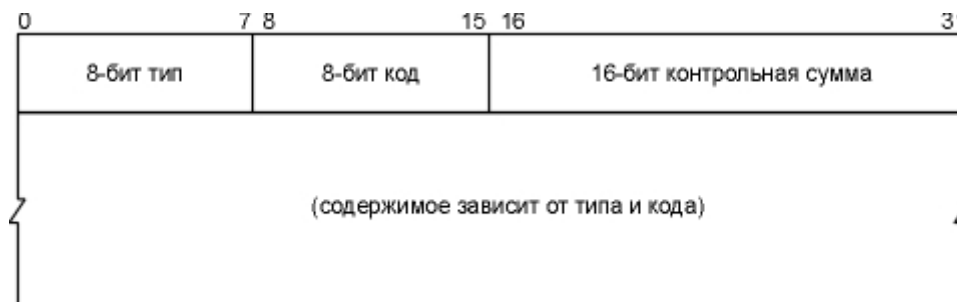 0 7 8 15 16 31
8-бит тип 8-бит код 16-бит контрольная сумма
(содержимое зависит от типа и кода)